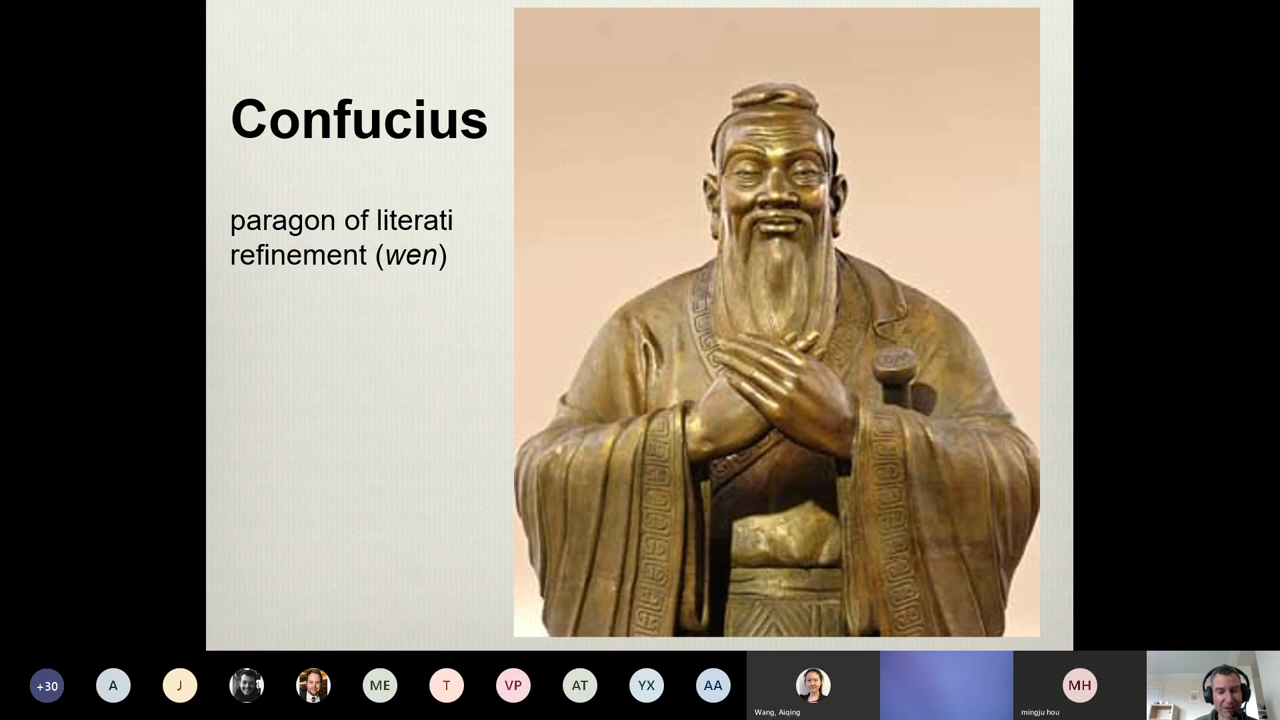 Confucius
paragon of literati
refinement (wen)
+30
A
J
ME
T
VP
AT
YX
AA
Wang, Aiqing
MH
mingju hou